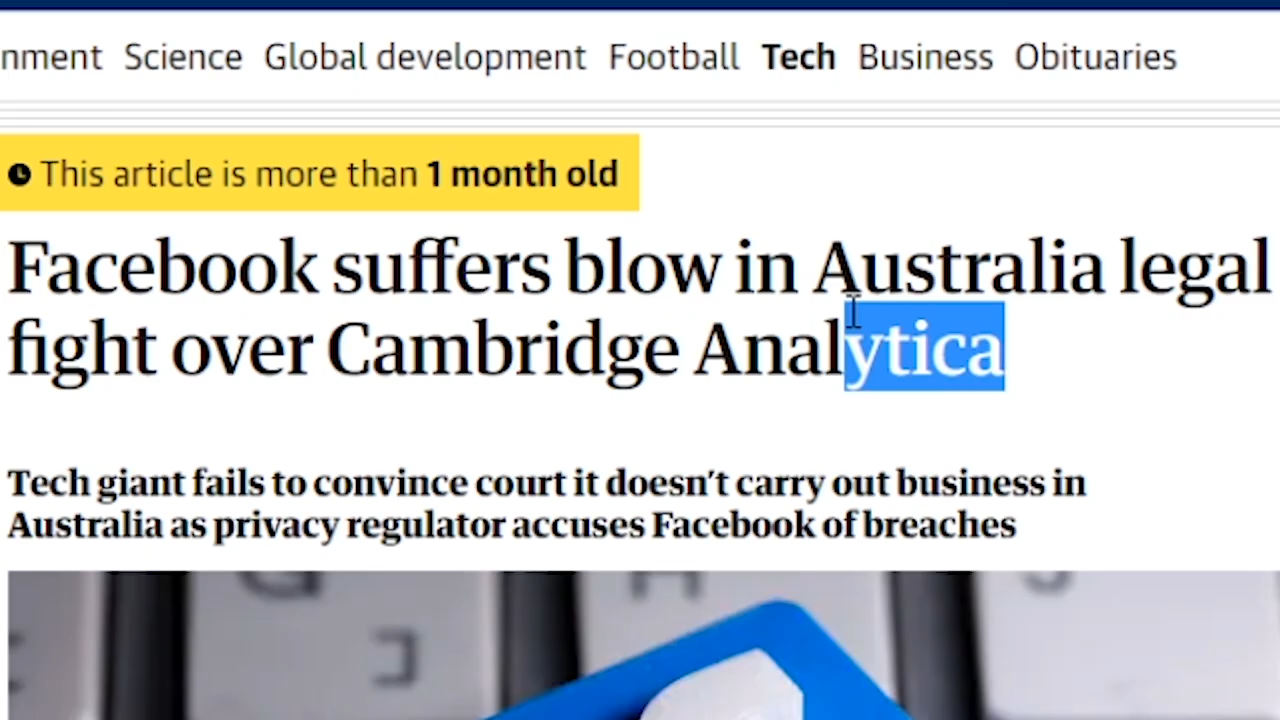 nment Science Global development Football Tech Business Obituaries
This article is more than 1 month old
Facebook suffers blow in Australia legal
fight over Cambridge Analytica
Tech giant fails to convince court it doesn't carry out business in
Australia as privacy regulator accuses Facebook of breaches
G H